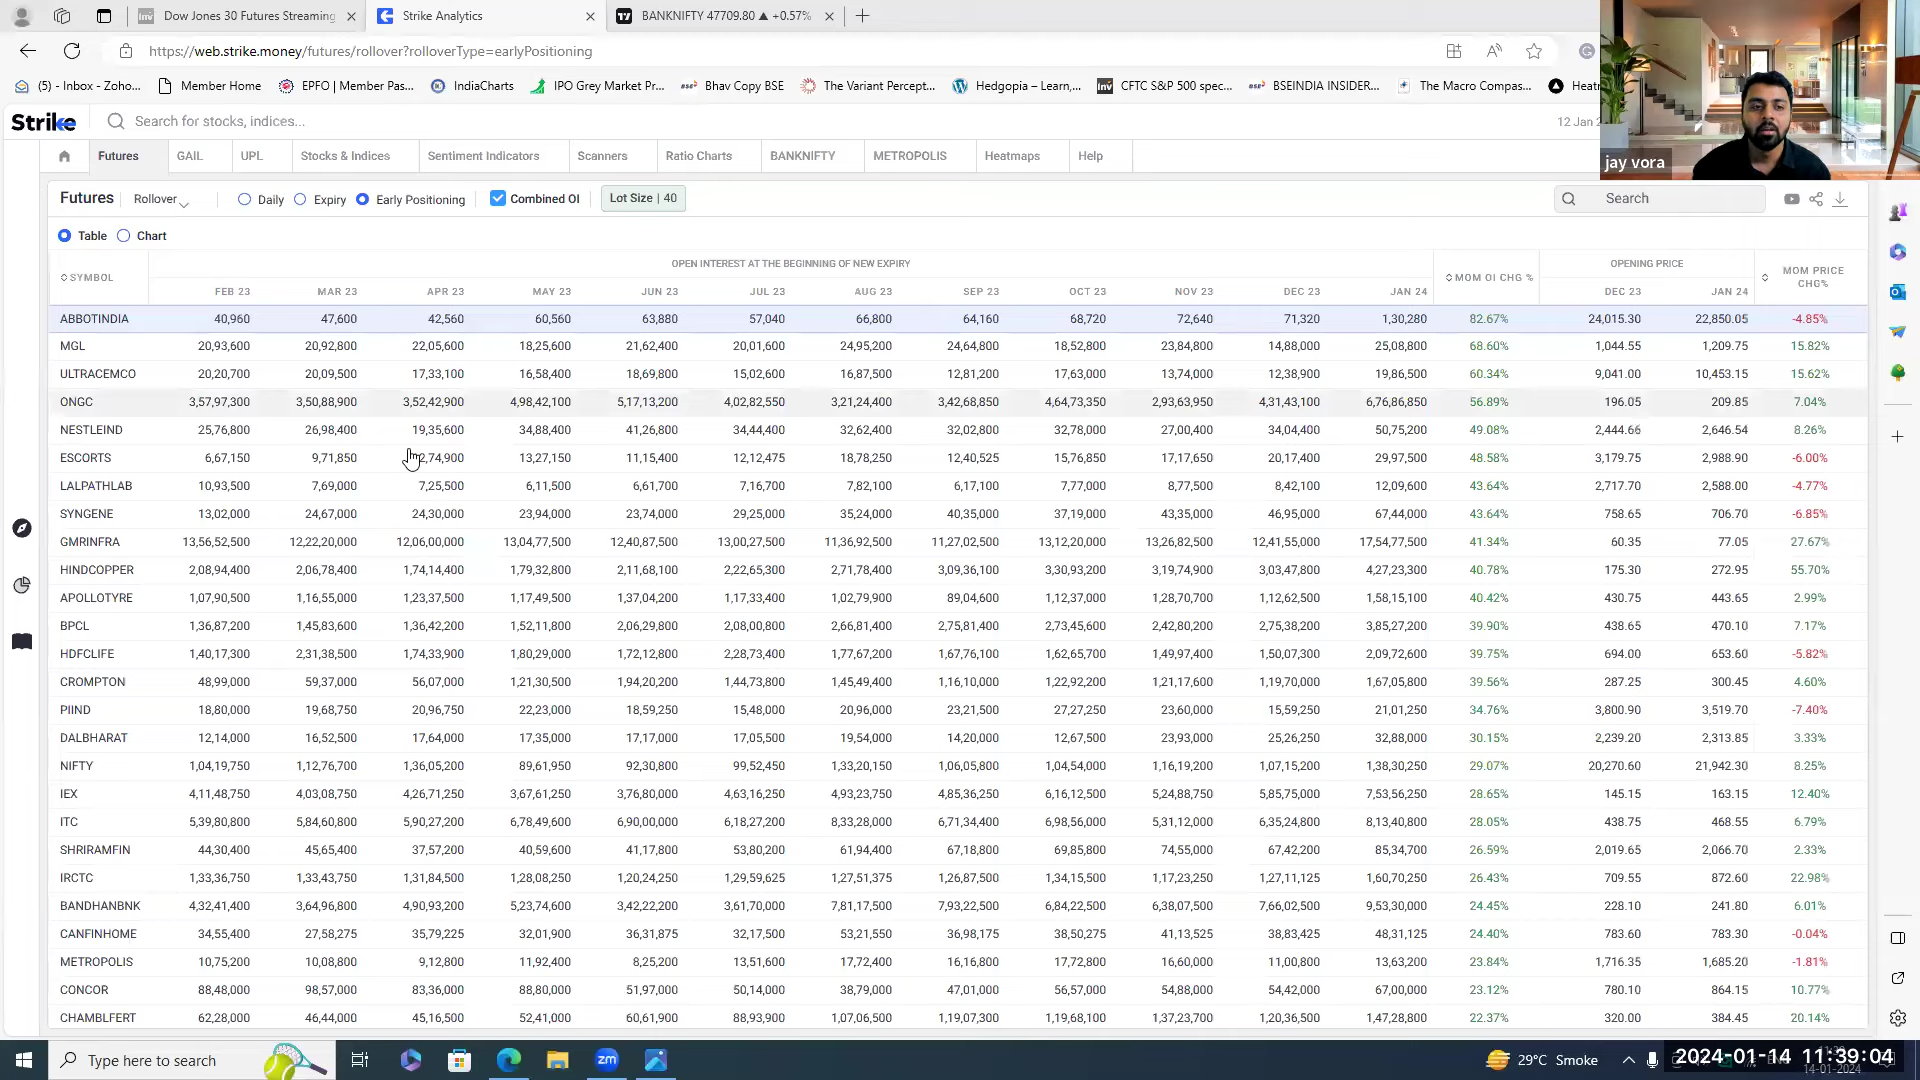 Dow Jones 30 Futures Streaming
Strike Analytics
BANKNIFTY 47709.80 ▲ +0.57%
https://web.strike.money/futures/rollover?rolloverType=earlyPositioning
(5) - Inbox - Zoho... Member Home EPFO | Member Pas... IndiaCharts IPO Grey Market Pr... Bhav Copy BSE The Variant Percept... Hedgopia – Learn,... CFTC S&P 500 spec... BSEINDIA INSIDER... The Macro Compas...
Strike Search for stocks, indices... 12 Jan
jay vora
Futures GAIL UPL Stocks & Indices Sentiment Indicators Scanners Ratio Charts BANKNIFTY METROPOLIS Heatmaps Help
Futures Rollover Daily Expiry Early Positioning Combined OI Lot Size | 40 Search
Table Chart
SYMBOL OPEN INTEREST AT THE BEGINNING OF NEW EXPIRY MOM OI CHG % OPENING PRICE MOM PRICE CHG%
FEB 23 MAR 23 APR 23 MAY 23 JUN 23 JUL 23 AUG 23 SEP 23 OCT 23 NOV 23 DEC 23 JAN 24 DEC 23 JAN 24
ABBOTINDIA 40,960 47,600 42,560 60,560 63,880 57,040 66,800 64,160 68,720 72,640 71,320 1,30,280 82.67% 24,015.30 22,850.05 -4.85%
MGL 20,93,600 20,92,800 22,05,600 18,25,600 21,62,400 20,01,600 24,95,200 24,64,800 18,52,800 23,84,800 14,88,000 25,08,800 68.60% 1,044.55 1,209.75 15.82%
ULTRACEMCO 20,20,700 20,09,500 17,33,100 16,58,400 18,69,800 15,02,600 16,87,500 12,81,200 17,63,000 13,74,000 12,38,900 19,86,500 60.34% 9,041.00 10,453.15 15.62%
ONGC 3,57,97,300 3,50,88,900 3,52,42,900 4,98,42,100 5,17,13,200 4,02,82,550 3,21,24,400 3,42,68,850 4,64,73,350 2,93,63,950 4,31,43,100 6,76,86,850 56.89% 196.05 209.85 7.04%
NESTLEIND 25,76,800 26,98,400 19,35,600 34,88,400 41,26,800 34,44,400 32,62,400 32,02,800 32,78,000 27,00,400 34,04,400 50,75,200 49.08% 2,444.66 2,646.54 8.26%
ESCORTS 6,67,150 9,71,850 2,74,900 13,27,150 11,15,400 12,12,475 18,78,250 12,40,525 15,76,850 17,17,650 20,17,400 29,97,500 48.58% 3,179.75 2,988.90 -6.00%
LALPATHLAB 10,93,500 7,69,000 7,25,500 6,11,500 6,61,700 7,16,700 7,82,100 6,17,100 7,77,000 8,77,500 8,42,100 12,09,600 43.64% 2,717.70 2,588.00 -4.77%
SYNGENE 13,02,000 24,67,000 24,30,000 23,94,000 23,74,000 29,25,000 35,24,000 40,35,000 37,19,000 43,35,000 46,95,000 67,44,000 43.64% 758.65 706.70 -6.85%
GMRINFRA 13,56,52,500 12,22,20,000 12,06,00,000 13,04,77,500 12,40,87,500 13,00,27,500 11,36,92,500 11,27,02,500 13,12,20,000 13,26,82,500 12,41,55,000 17,54,77,500 41.34% 60.35 77.05 27.67%
HINDCOPPER 2,08,94,400 2,06,78,400 1,74,14,400 1,79,32,800 2,11,68,100 2,22,65,300 2,71,78,400 3,09,36,100 3,30,93,200 3,19,74,900 3,03,47,800 4,27,23,300 40.78% 175.30 272.95 55.70%
APOLLOTYRE 1,07,90,500 1,16,55,000 1,23,37,500 1,17,49,500 1,37,04,200 1,17,33,400 1,02,79,900 89,04,600 1,12,37,000 1,28,70,700 1,12,62,500 1,58,15,100 40.42% 430.75 443.65 2.99%
BPCL 1,36,87,200 1,45,83,600 1,36,42,200 1,52,11,800 2,06,29,800 2,08,00,800 2,66,81,400 2,75,81,400 2,73,45,600 2,42,80,200 2,75,38,200 3,85,27,200 39.90% 438.65 470.10 7.17%
HDFCLIFE 1,40,17,300 2,31,38,500 1,74,33,900 1,80,29,000 1,72,12,800 2,28,73,400 1,77,67,200 1,67,76,100 1,62,65,700 1,49,97,400 1,50,07,300 2,09,72,600 39.75% 694.00 653.60 -5.82%
CROMPTON 48,99,000 59,37,000 56,07,000 1,21,30,500 1,94,20,200 1,44,73,800 1,45,49,400 1,16,10,000 1,22,92,200 1,21,17,600 1,19,70,000 1,67,05,800 39.56% 287.25 300.45 4.60%
PIIND 18,80,000 19,68,750 20,96,750 22,23,000 18,59,250 15,48,000 20,96,000 23,21,500 27,27,250 23,60,000 15,59,250 21,01,250 34.76% 3,800.90 3,519.70 -7.40%
DALBHARAT 12,14,000 16,52,500 17,64,000 17,35,000 17,17,000 17,05,500 19,54,000 14,20,000 12,67,500 23,93,000 25,26,250 32,88,000 30.15% 2,239.20 2,313.85 3.33%
NIFTY 1,04,19,750 1,12,76,700 1,36,05,200 89,61,950 92,30,800 99,52,450 1,33,20,150 1,06,05,800 1,04,54,000 1,16,19,200 1,07,15,200 1,38,30,250 29.07% 20,270.60 21,942.30 8.25%
IEX 4,11,48,750 4,03,08,750 4,26,71,250 3,67,61,250 3,76,80,000 4,63,16,250 4,93,23,750 4,85,36,250 6,16,12,500 5,24,88,750 5,85,75,000 7,53,56,250 28.65% 145.15 163.15 12.40%
ITC 5,39,80,800 5,84,60,800 5,90,27,200 6,78,49,600 6,90,00,000 6,18,27,200 8,33,28,000 6,71,34,400 6,98,56,000 5,31,12,000 6,35,24,800 8,13,40,800 28.05% 438.75 468.55 6.79%
SHRIRAMFIN 44,30,400 45,65,400 37,57,200 40,59,600 41,17,800 53,80,200 61,94,400 67,18,800 69,85,800 74,55,000 67,42,200 85,34,700 26.59% 2,019.65 2,066.70 2.33%
IRCTC 1,33,36,750 1,33,43,750 1,31,84,500 1,28,08,250 1,20,24,250 1,29,59,625 1,27,51,375 1,26,87,500 1,34,15,500 1,17,23,250 1,27,11,125 1,60,70,250 26.43% 709.55 872.60 22.98%
BANDHANBNK 4,32,41,400 3,64,96,800 4,90,93,200 5,23,74,600 3,42,22,200 3,61,70,000 7,81,17,500 7,93,22,500 6,84,22,500 6,38,07,500 7,66,02,500 9,53,30,000 24.45% 228.10 241.80 6.01%
CANFINHOME 34,55,400 27,58,275 35,79,225 32,01,900 36,31,875 32,17,500 53,21,550 36,98,175 38,50,275 41,13,525 38,83,425 48,31,125 24.40% 783.60 783.30 -0.04%
METROPOLIS 10,75,200 10,08,800 9,12,800 11,92,400 8,25,200 13,51,600 17,72,400 16,16,800 17,72,800 16,60,000 11,00,800 13,63,200 23.84% 1,716.35 1,685.20 -1.81%
CONCOR 88,48,000 98,57,000 83,36,000 88,80,000 51,97,000 50,14,000 38,79,000 47,01,000 56,57,000 54,88,000 54,42,000 67,00,000 23.12% 780.10 864.15 10.77%
CHAMBLFERT 62,28,000 46,44,000 45,16,500 52,41,000 60,61,900 88,93,900 1,07,06,500 1,19,07,300 1,19,68,100 1,37,23,700 1,20,36,500 1,47,28,800 22.37% 320.00 384.45 20.14%
Type here to search zm 29°C Smoke 2024-01-14 11:39:04
14-01-2024